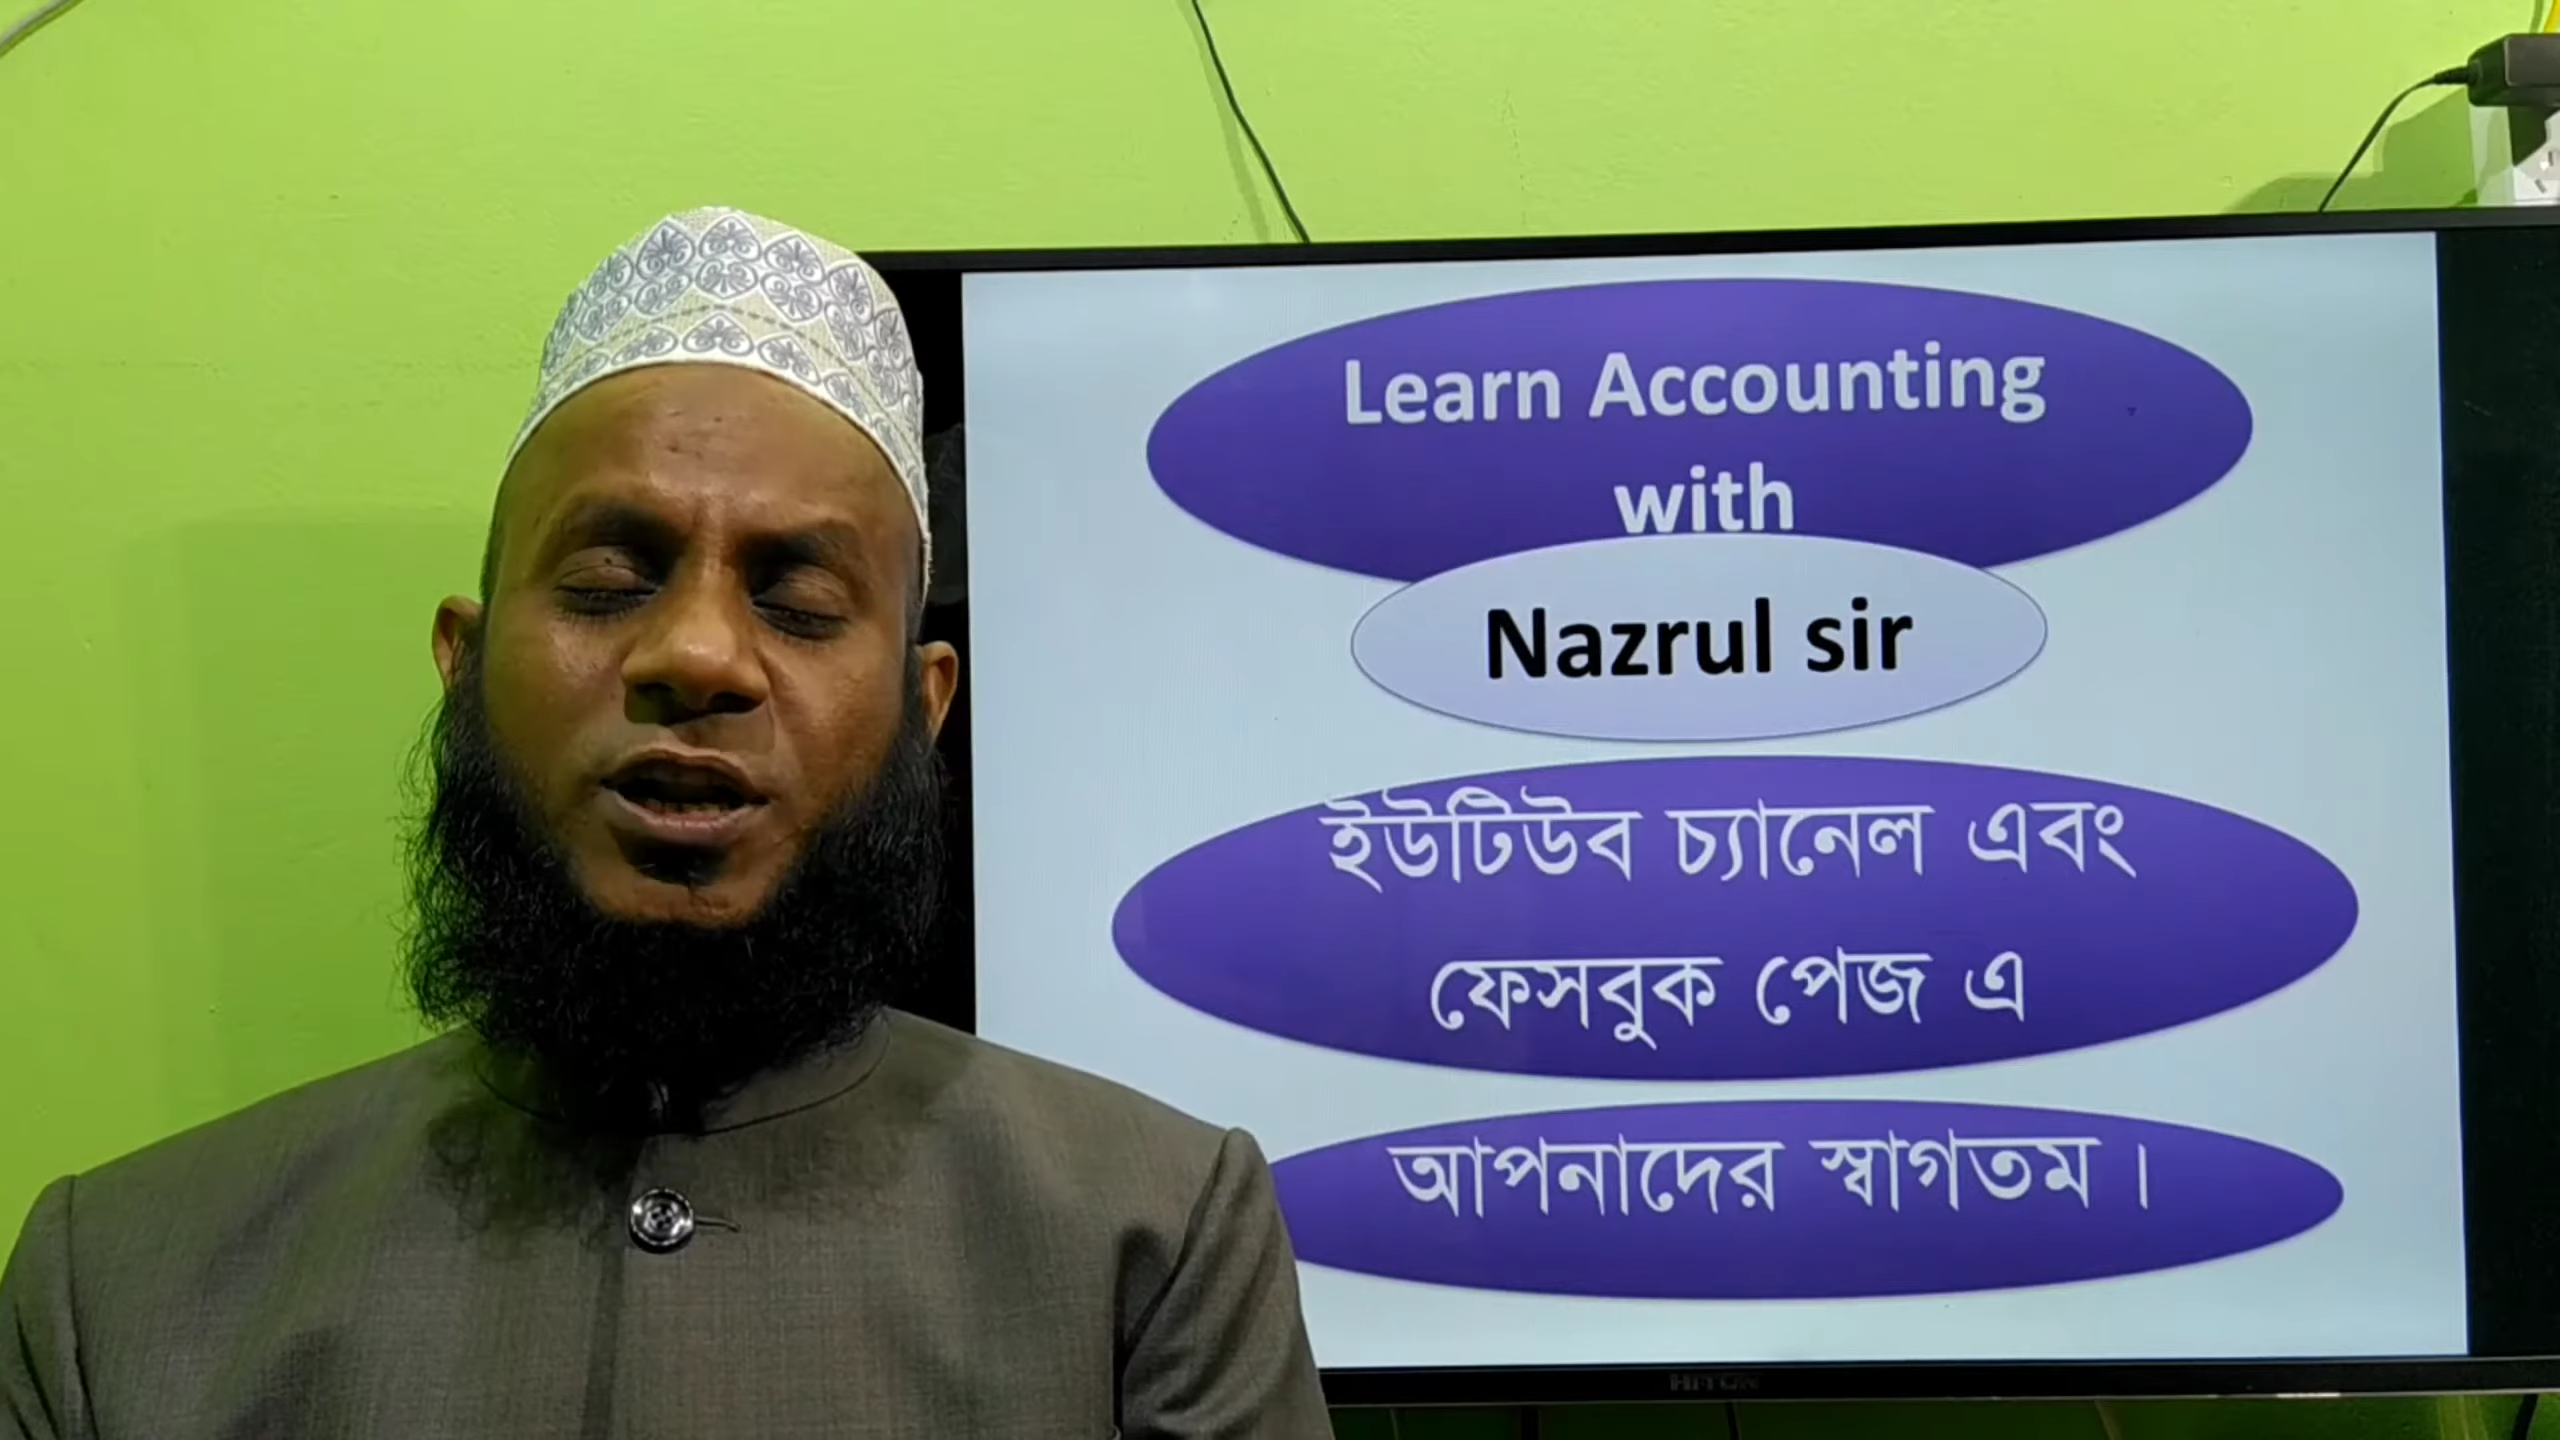 Learn Accounting
with
Nazrul sir
ইউটিউব চ্যানেল এবং
ফেসবুক পেজ এ
আপনাদের স্বাগতম।